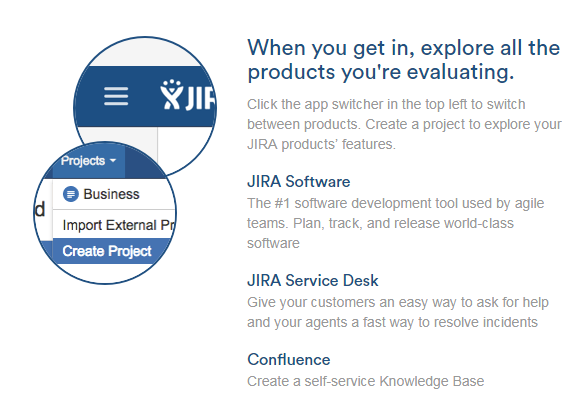 When you get in, explore all the
products you're evaluating.
Click the app switcher in the top left to switch
between products. Create a project to explore your
JIRA products' features.
JIRA Software
The #1 software development tool used by agile
teams. Plan, track, and release world-class
software
JIRA Service Desk
Give your customers an easy way to ask for help
and your agents a fast way to resolve incidents
Confluence
Create a self-service Knowledge Base
JIR
Projects
Business
d
Import External Pr
Create Project